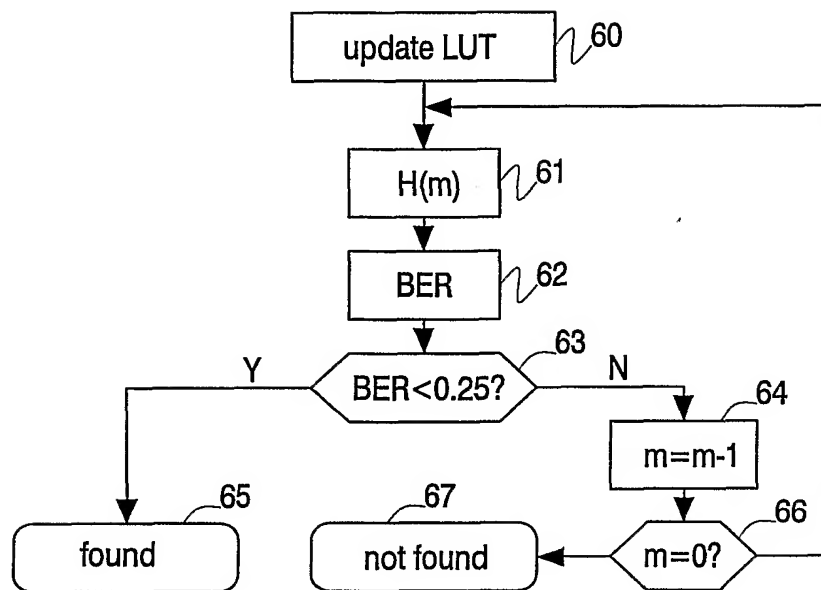 update LUT
60
H(m)
61
BER
62
63
Y
BER<0.25?
N
64
m=m-1
65
67
66
found
not found
m=0?